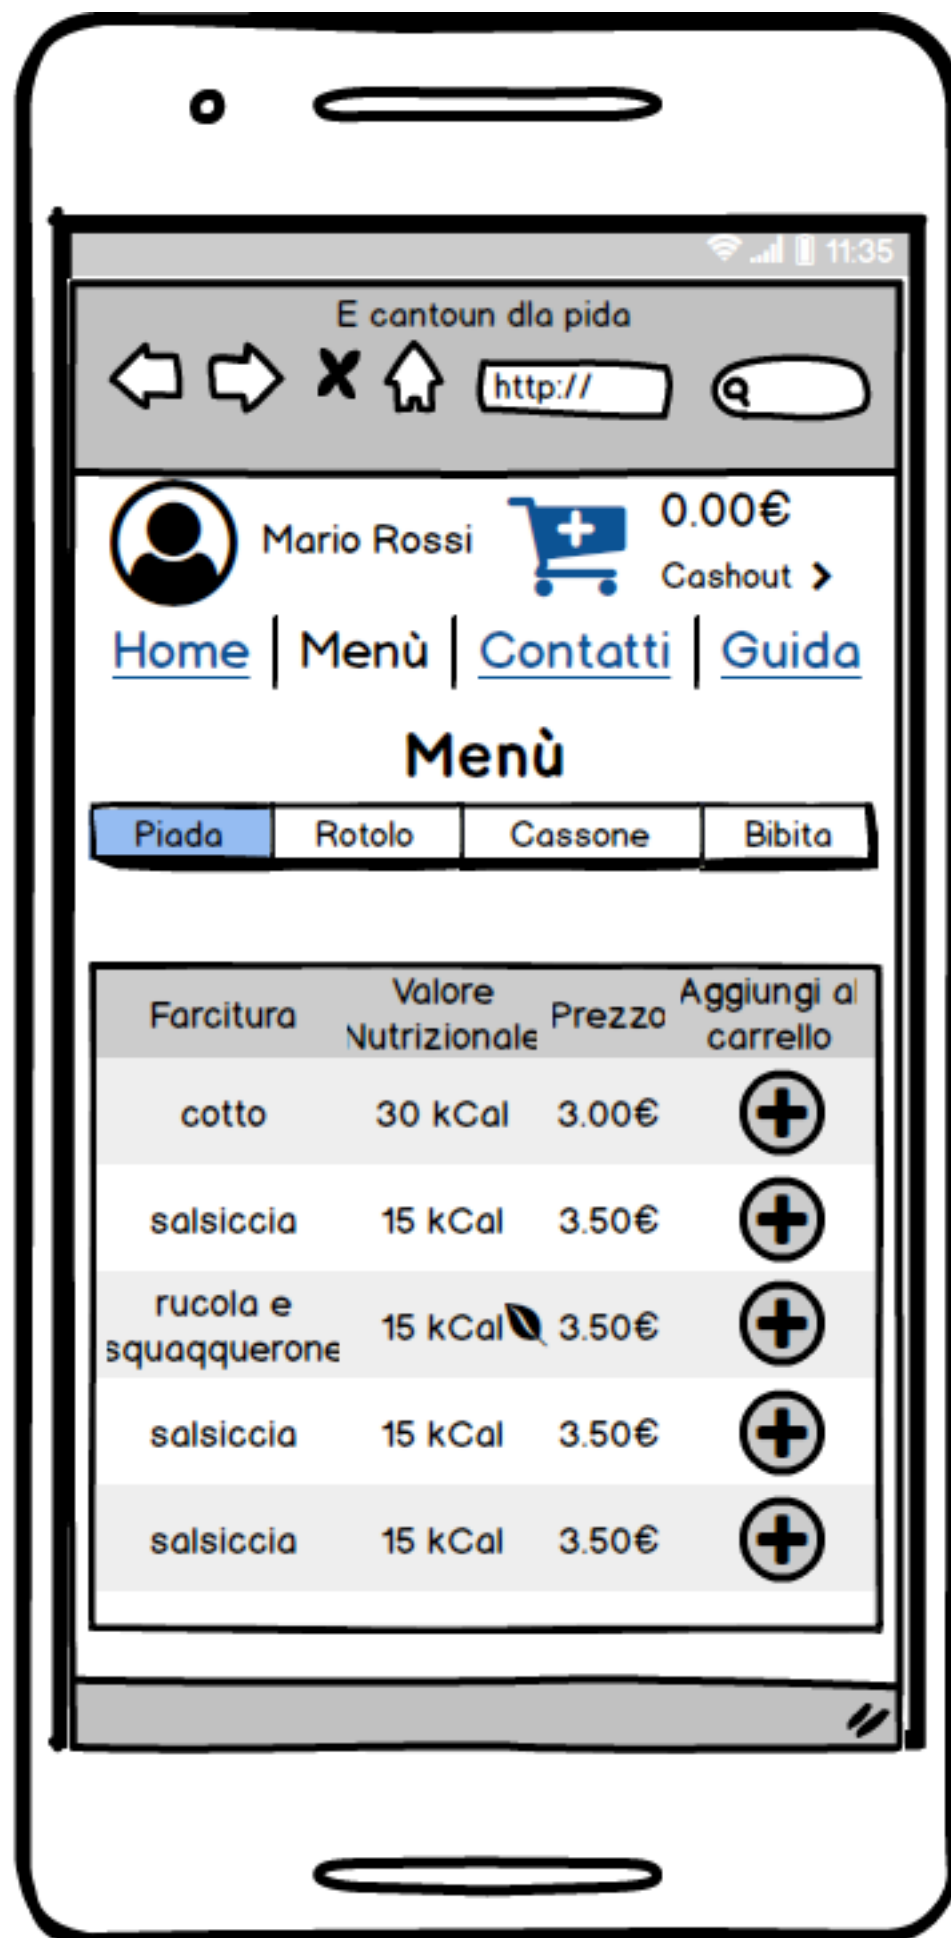 11:35
E cantoun dla pida
http://
Mario Rossi
0.00€
Cashout >
Home | Menù | Contatti | Guida
Menù
Piada Rotolo Cassone Bibita
Farcitura Valore Nutrizionale Prezzo Aggiungi al carrello
cotto 30 kCal 3.00€
salsiccia 15 kCal 3.50€
rucola e
squaqquerone 15 kCal 3.50€
salsiccia 15 kCal 3.50€
salsiccia 15 kCal 3.50€